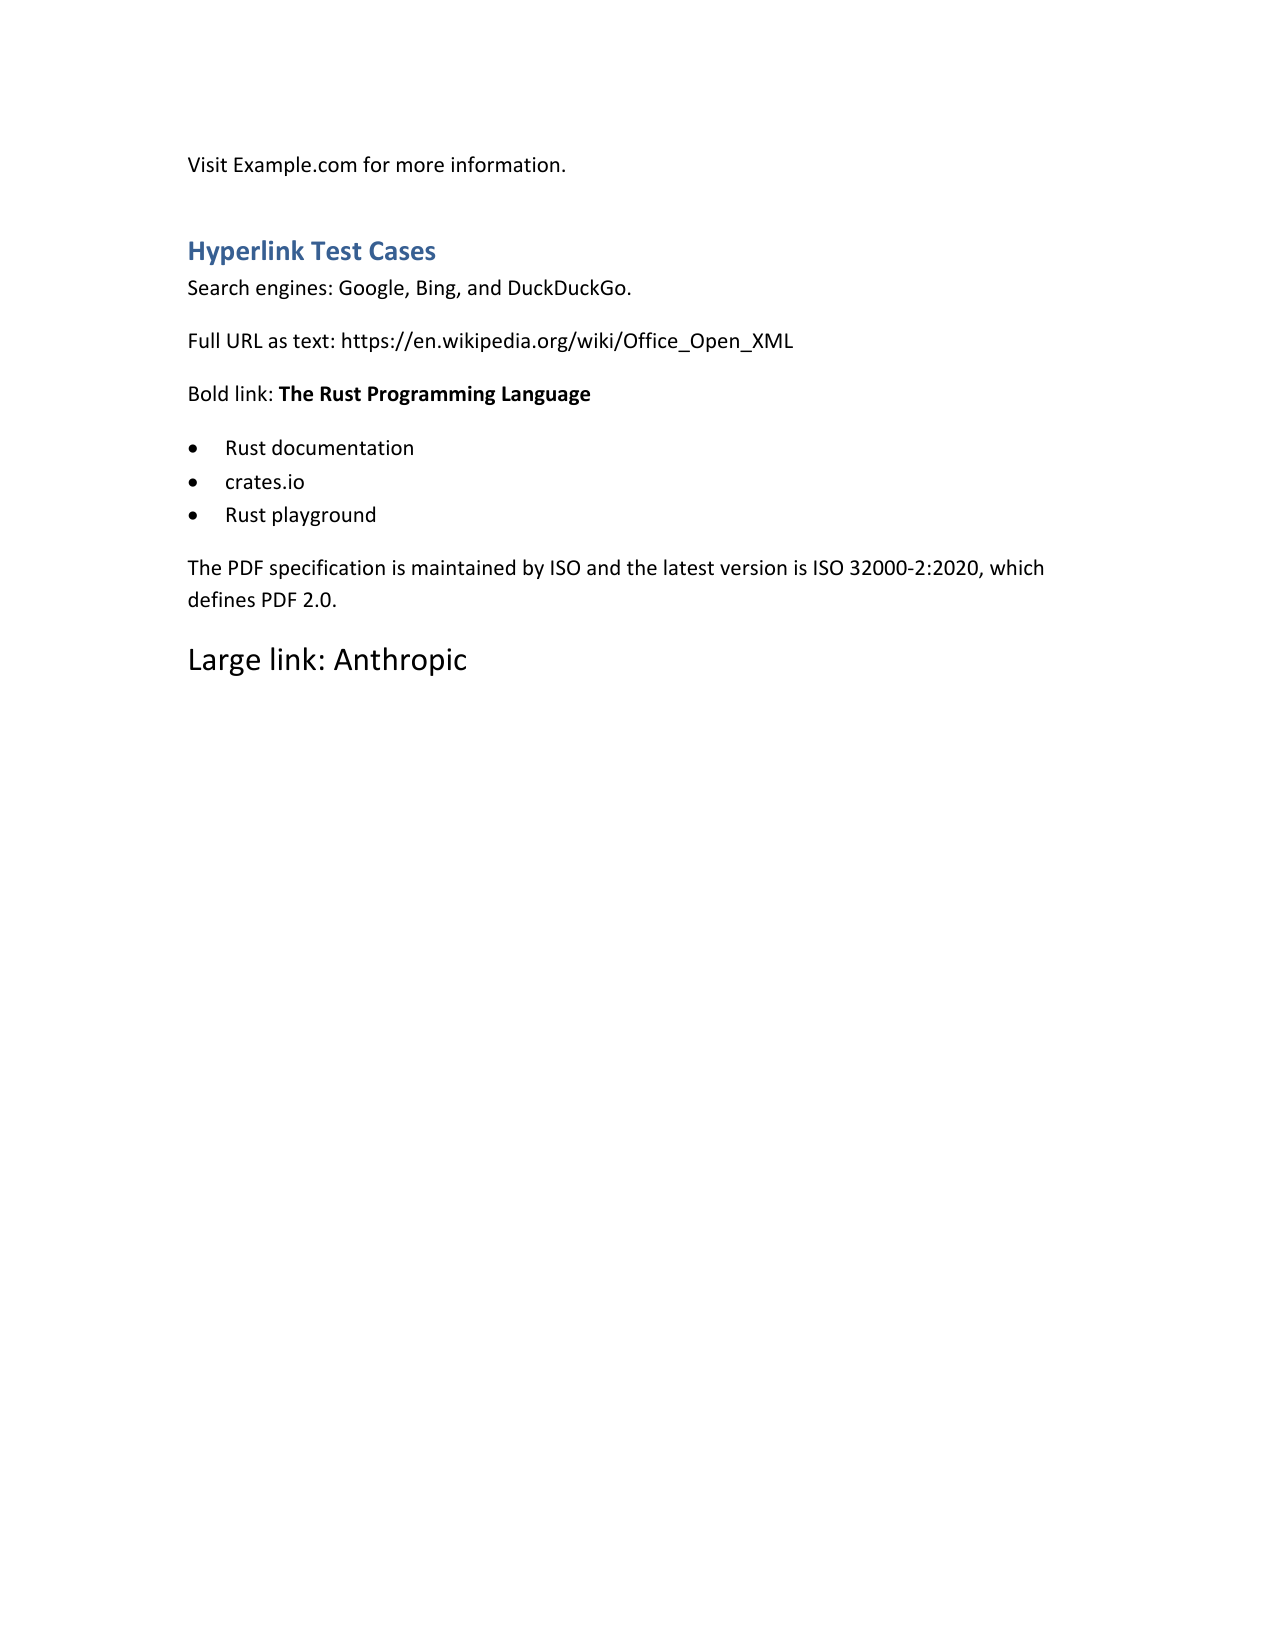 Visit Example.com for more information.
Hyperlink Test Cases
Search engines: Google, Bing, and DuckDuckGo.
Full URL as text: https://en.wikipedia.org/wiki/Office_Open_XML
Bold link: The Rust Programming Language
• Rust documentation
• crates.io
• Rust playground
The PDF specification is maintained by ISO and the latest version is ISO 32000-2:2020, which
defines PDF 2.0.
Large link: Anthropic